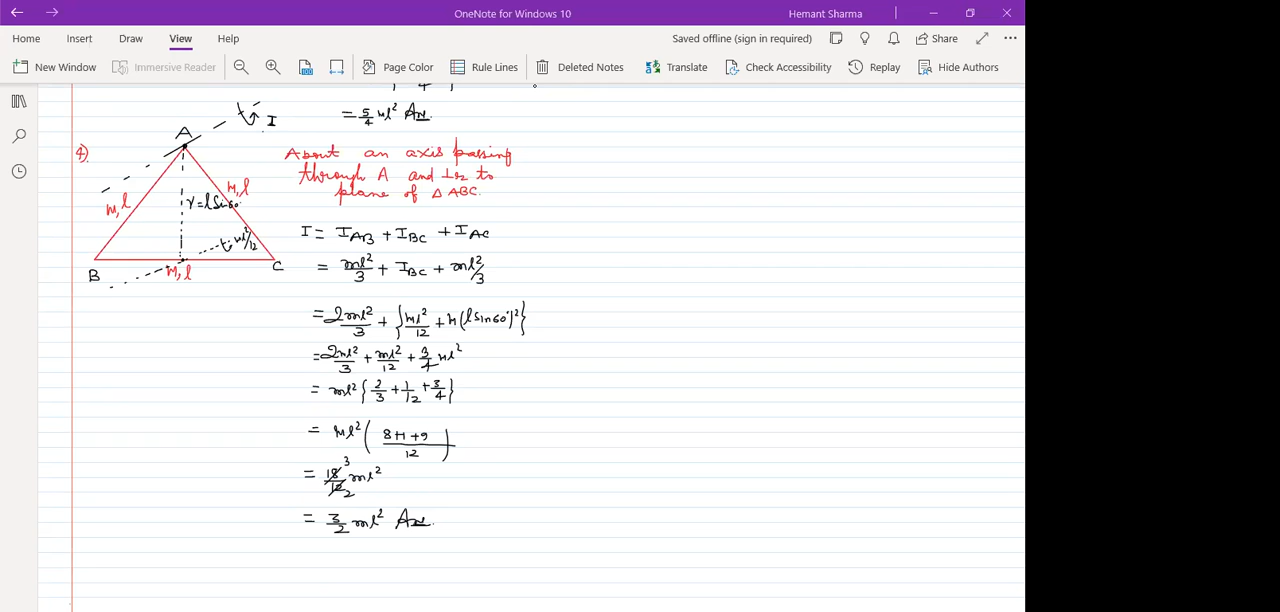 OneNote for Windows 10
Hemant Sharma
Home Insert Draw View Help
Saved offline (sign in required) Share
New Window Immersive Reader Page Color Rule Lines Deleted Notes Translate Check Accessibility Replay Hide Authors
= 5/4 ml² Ans.
4)
A
I
B
C
M, l
M, l
M, l
r = l Sin60°
ml²/12
About an axis passing
through A and ⊥r to
plane of Δ ABC.
I = I_AB + I_BC + I_AC
= ml²/3 + I_BC + ml²/3
= 2ml²/3 + {ml²/12 + M(l Sin60°)²}
= 2ml²/3 + ml²/12 + 3/4 ml²
= ml² {2/3 + 1/12 + 3/4}
= ml² ( 8+1+9 / 12 )
= 18/12 3/2 ml²
= 3/2 ml² Ans.